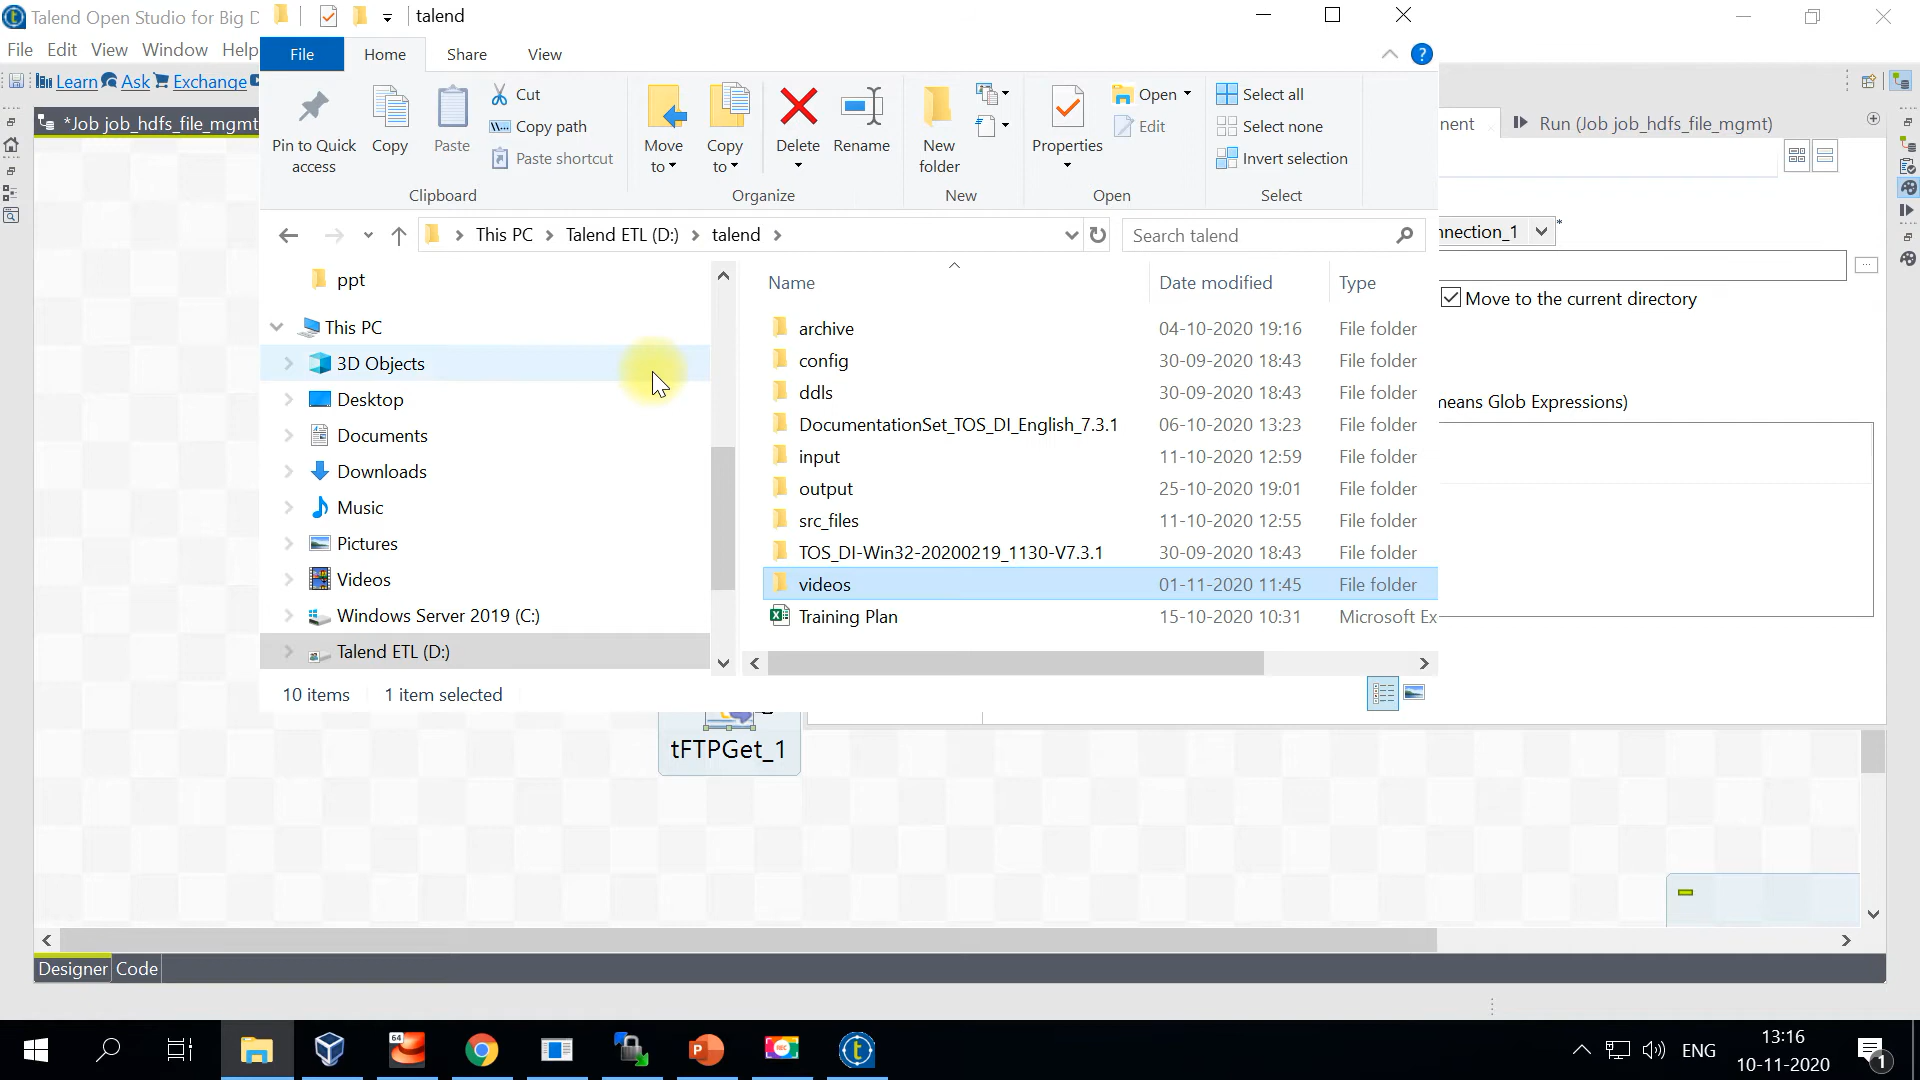 Talend Open Studio for Big D
talend
File Edit View Window Help
File Home Share View
Learn Ask Exchange
Pin to Quick access
Copy
Paste
Cut
Copy path
Paste shortcut
Move to
Copy to
Delete
Rename
New folder
Properties
Open
Edit
Select all
Select none
Invert selection
Clipboard Organize New Open Select
*Job job_hdfs_file_mgmt
nent
Run (Job job_hdfs_file_mgmt)
This PC Talend ETL (D:) talend
Search talend
nnection_1 *
Move to the current directory
means Glob Expressions)
ppt
This PC
3D Objects
Desktop
Documents
Downloads
Music
Pictures
Videos
Windows Server 2019 (C:)
Talend ETL (D:)
Name Date modified Type
archive 04-10-2020 19:16 File folder
config 30-09-2020 18:43 File folder
ddls 30-09-2020 18:43 File folder
DocumentationSet_TOS_DI_English_7.3.1 06-10-2020 13:23 File folder
input 11-10-2020 12:59 File folder
output 25-10-2020 19:01 File folder
src_files 11-10-2020 12:55 File folder
TOS_DI-Win32-20200219_1130-V7.3.1 30-09-2020 18:43 File folder
videos 01-11-2020 11:45 File folder
Training Plan 15-10-2020 10:31 Microsoft Ex
10 items 1 item selected
tFTPGet_1
Designer Code
64
REC
ENG
13:16
10-11-2020
1